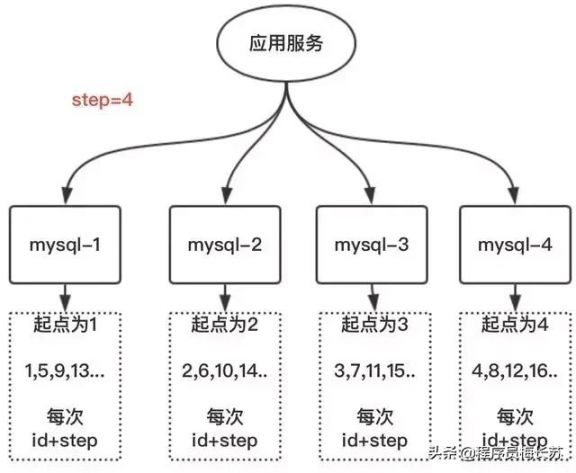 应用服务
step=4
mysql-1
mysql-2
mysql-3
mysql-4
起点为1
1,5,9,13...
每次
id+step
起点为2
2,6,10,14..
每次
id+step
起点为3
3,7,11,15..
每次
id+step
起点为4
4,8,12,16..
每次
id+step
头条@程序员梅长苏